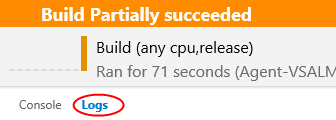 Build Partially succeeded
Build (any cpu,release)
Ran for 71 seconds (Agent-VSALM
Console Logs